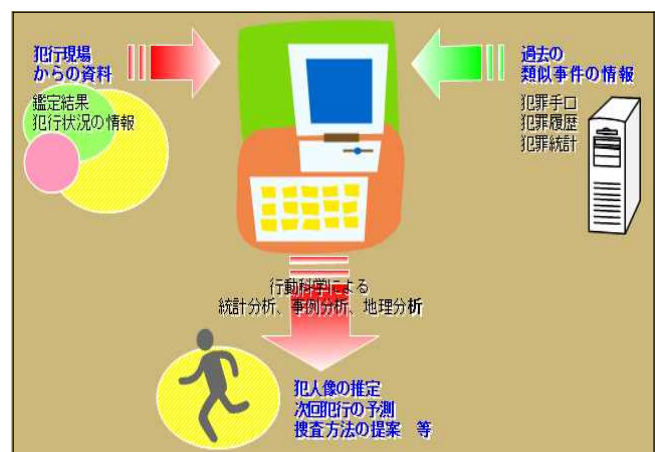 犯行現場
からの資料
鑑定結果
犯行状況の情報
過去の
類似事件の情報
犯罪手口
犯罪履歴
犯罪統計
行動科学による
統計分析、事例分析、地理分析
犯人像の推定
次回犯行の予測
捜査方法の提案　等